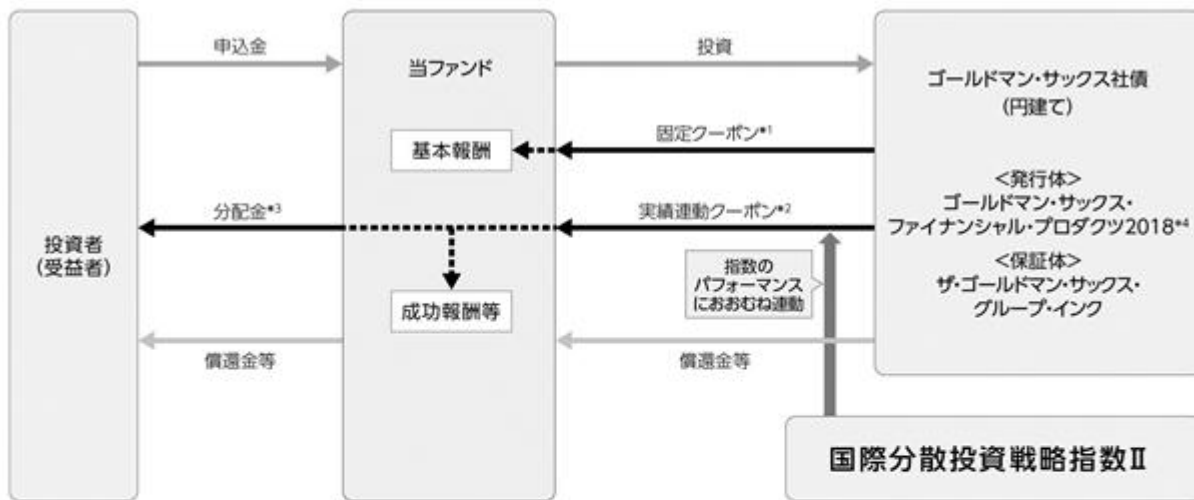 申込金
投資
当ファンド
ゴールドマン・サックス社債
(円建て)
基本報酬
固定クーポン*1
<発行体>
ゴールドマン・サックス・
ファイナンシャル・プロダクツ2018*4
分配金*3
実績連動クーポン*2
投資者
(受益者)
指数の
パフォーマンス
におおむね連動
<保証体>
ザ・ゴールドマン・サックス・
グループ・インク
成功報酬等
償還金等
償還金等
国際分散投資戦略指数Ⅱ